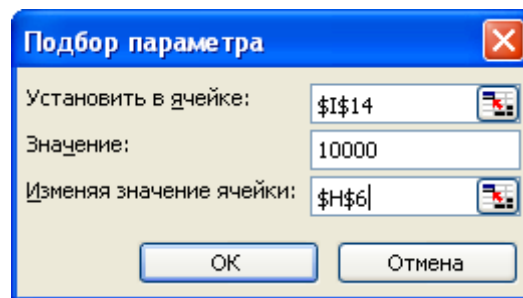 Подбор параметра
Установить в ячейке: $I$14
Значение: 10000
Изменяя значение ячейки: $H$6
ОК Отмена